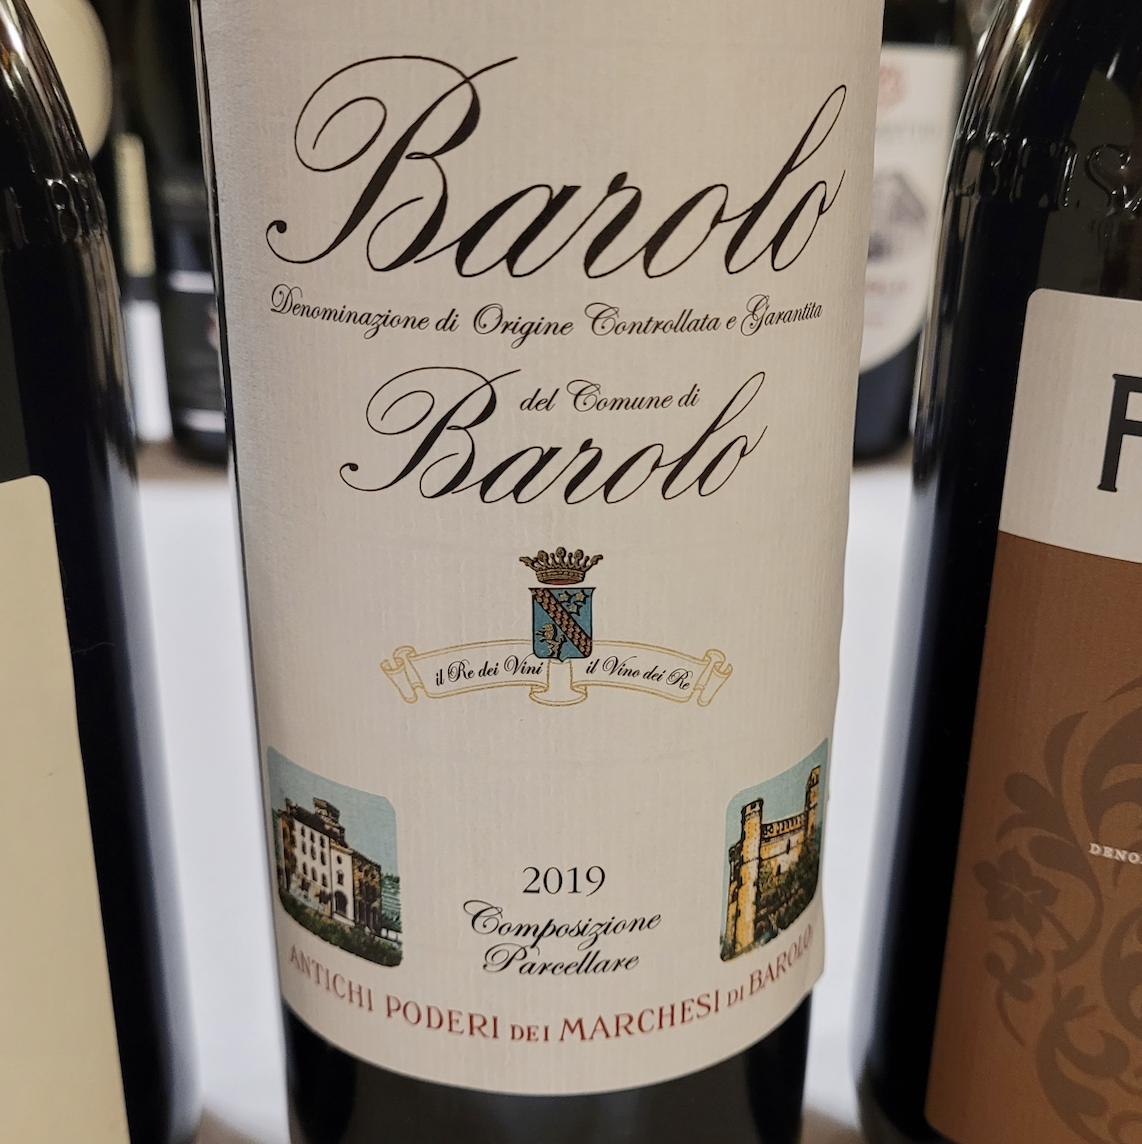 Barolo
Denominazione di Origine Controllata e Garantita
del Comune di
Barolo
il Re dei Vini il Vino dei Re
2019
Composizione
Parcellare
ANTICHI PODERI DEI MARCHESI DI BAROLO
F
DENO